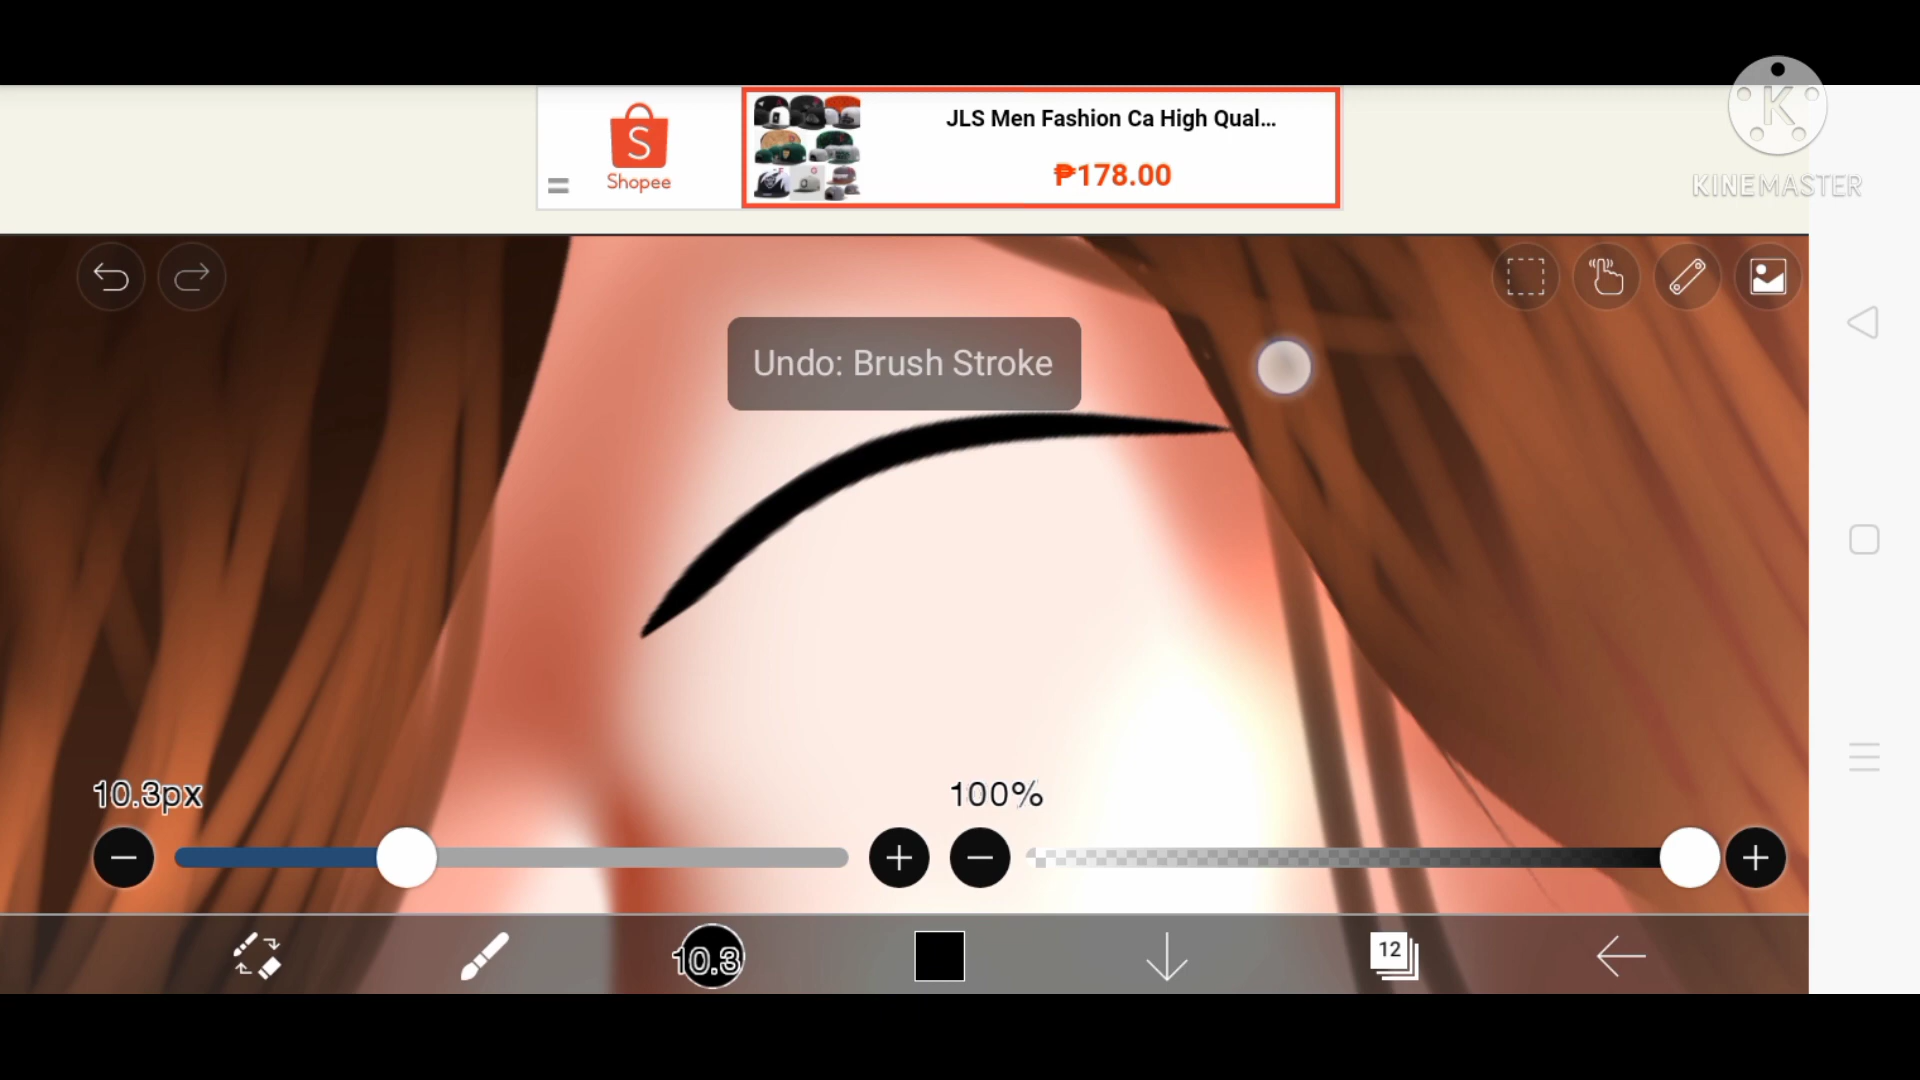 JLS Men Fashion Ca High Qual...
₱178.00
S
Shopee
K
KINEMASTER
Undo: Brush Stroke
10.3px
100%
10.3
12